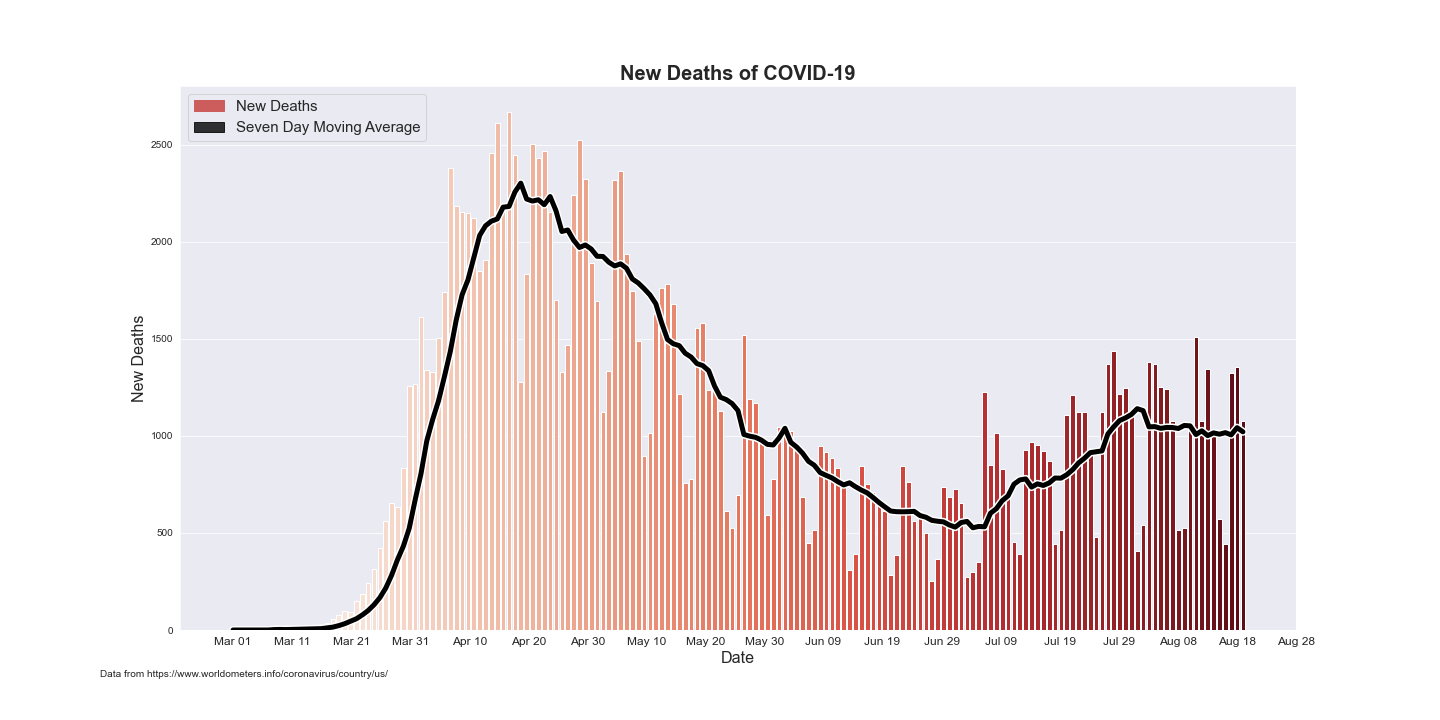 New Deaths of COVID-19
New Deaths
Seven Day Moving Average
2500
2000
1500
1000
500
0
New Deaths
Mar 01 Mar 11 Mar 21 Mar 31 Apr 10 Apr 20 Apr 30 May 10 May 20 May 30 Jun 09 Jun 19 Jun 29 Jul 09 Jul 19 Jul 29 Aug 08 Aug 18 Aug 28
Date
Data from https://www.worldometers.info/coronavirus/country/us/